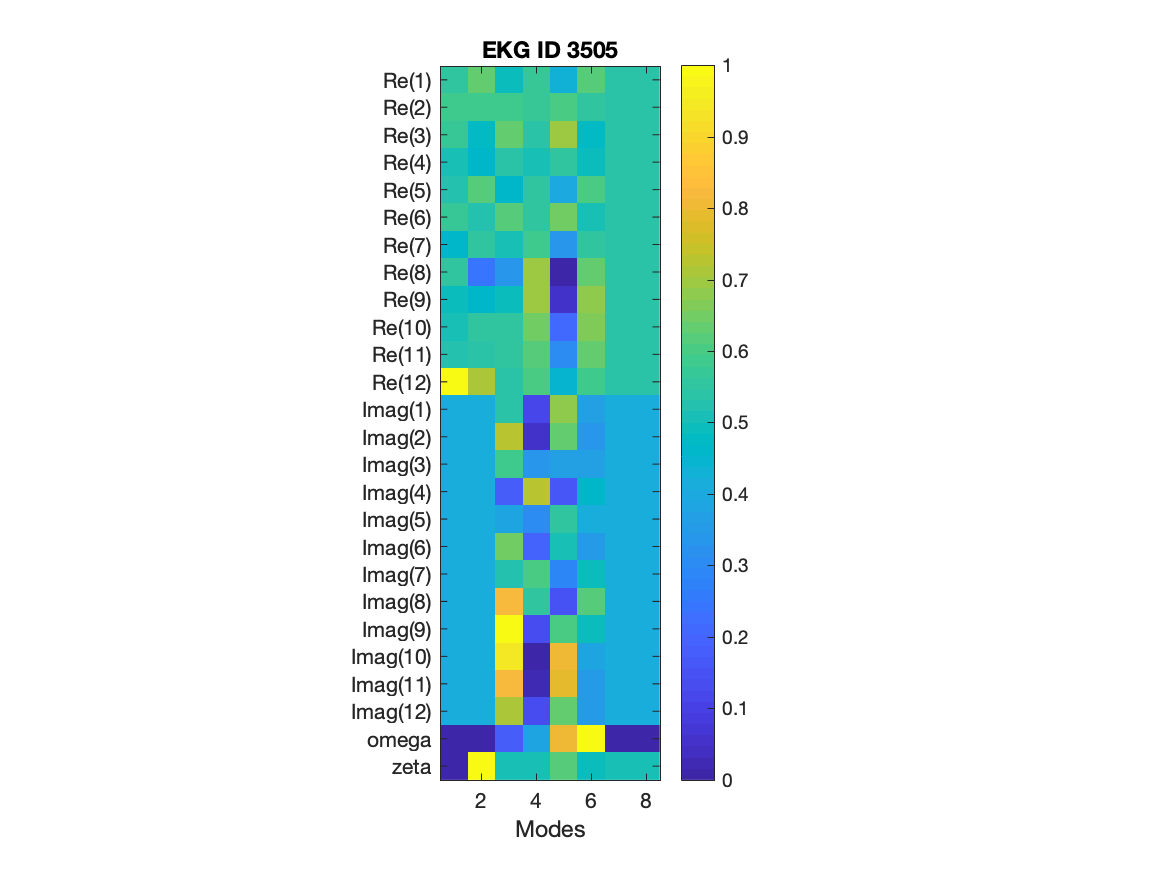 EKG ID 3505
Re(1)
Re(2)
Re(3)
Re(4)
Re(5)
Re(6)
Re(7)
Re(8)
Re(9)
Re(10)
Re(11)
Re(12)
Imag(1)
Imag(2)
Imag(3)
Imag(4)
Imag(5)
Imag(6)
Imag(7)
Imag(8)
Imag(9)
Imag(10)
Imag(11)
Imag(12)
omega
zeta
2 4 6 8
Modes
1
0.9
0.8
0.7
0.6
0.5
0.4
0.3
0.2
0.1
0